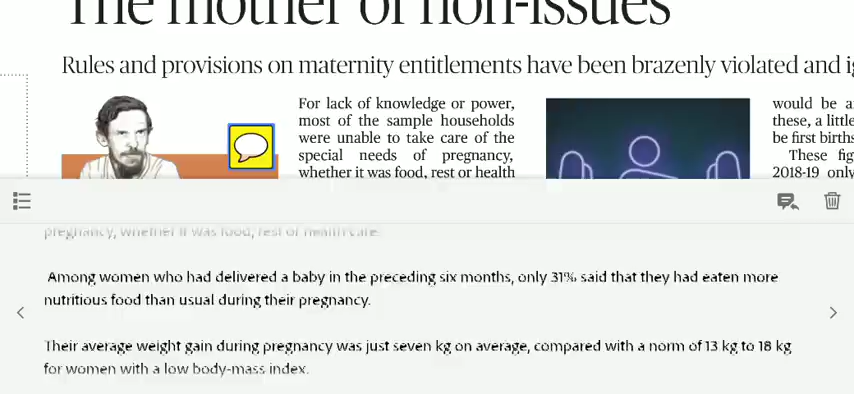 The mother of non-issues
Rules and provisions on maternity entitlements have been brazenly violated and
For lack of knowledge or power,
most of the sample households
were unable to take care of the
special needs of pregnancy,
whether it was food, rest or health
would be
these, a little
be first births
These
2018-19 only
pregnancy, whether it was food, rest or health care.
Among women who had delivered a baby in the preceding six months, only 31% said that they had eaten more
nutritious food than usual during their pregnancy.
Their average weight gain during pregnancy was just seven kg on average, compared with a norm of 13 kg to 18 kg
for women with a low body-mass index.